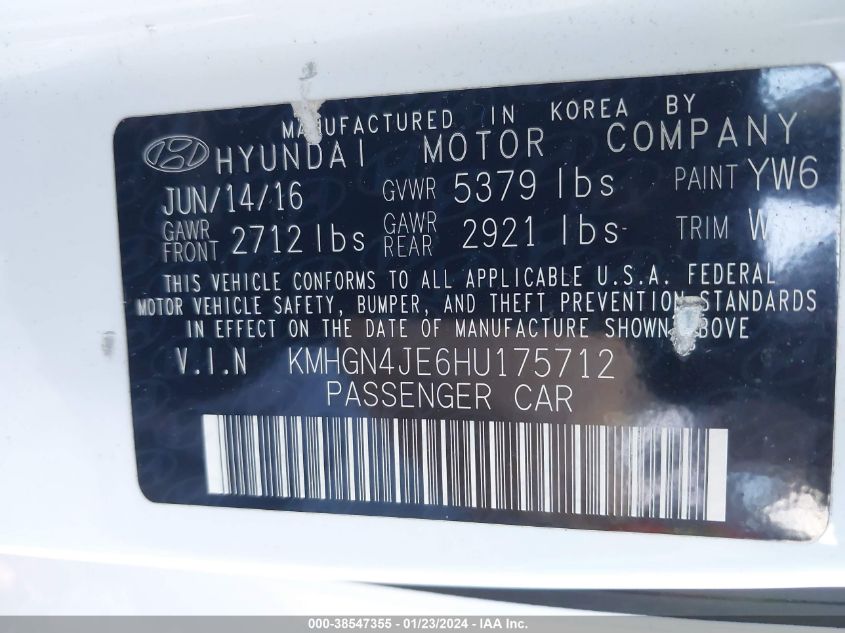 MANUFACTURED IN KOREA BY
HYUNDAI MOTOR COMPANY
JUN/14/16 GVWR 5379 lbs PAINT YW6
GAWR FRONT 2712 lbs GAWR REAR 2921 lbs TRIM
THIS VEHICLE CONFORMS TO ALL APPLICABLE U.S.A. FEDERAL
MOTOR VEHICLE SAFETY, BUMPER, AND THEFT PREVENTION STANDARDS
IN EFFECT ON THE DATE OF MANUFACTURE SHOWN ABOVE
V.I.N KMHGN4JE6HU175712
PASSENGER CAR
000-38547355 - 01/23/2024 - IAA Inc.